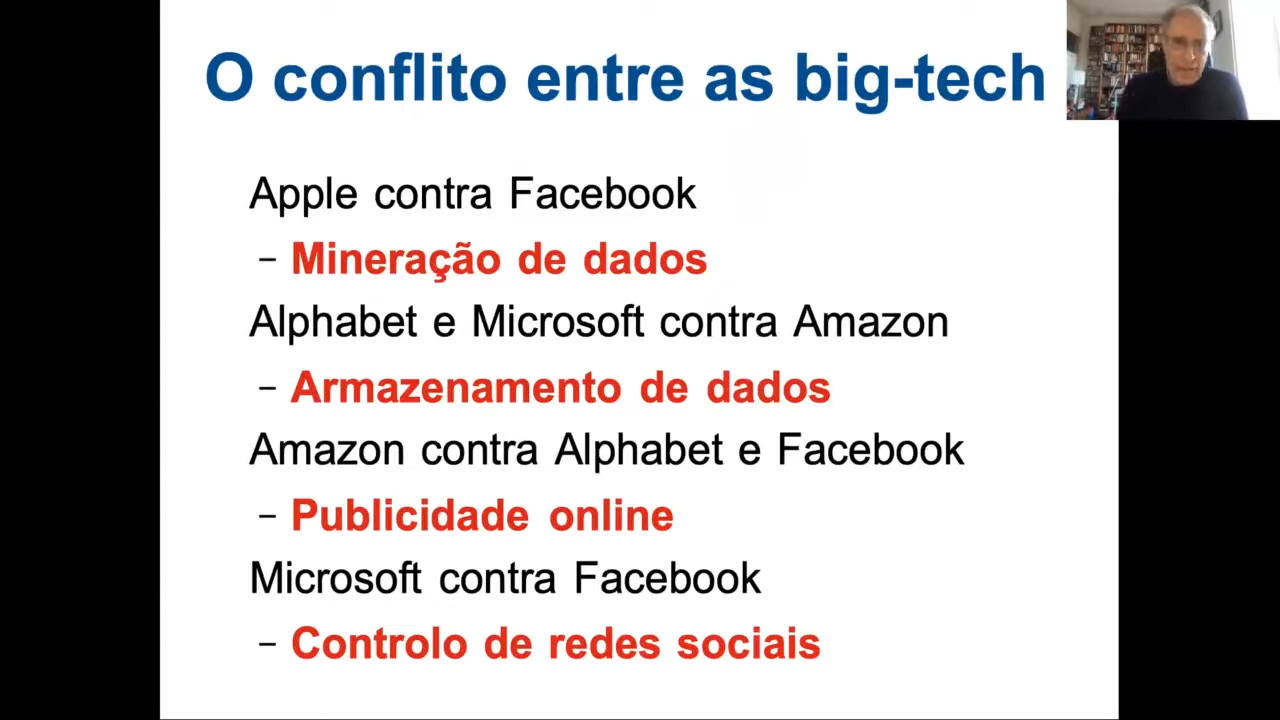 O conflito entre as big-tech
Apple contra Facebook
– Mineração de dados
Alphabet e Microsoft contra Amazon
– Armazenamento de dados
Amazon contra Alphabet e Facebook
– Publicidade online
Microsoft contra Facebook
– Controlo de redes sociais